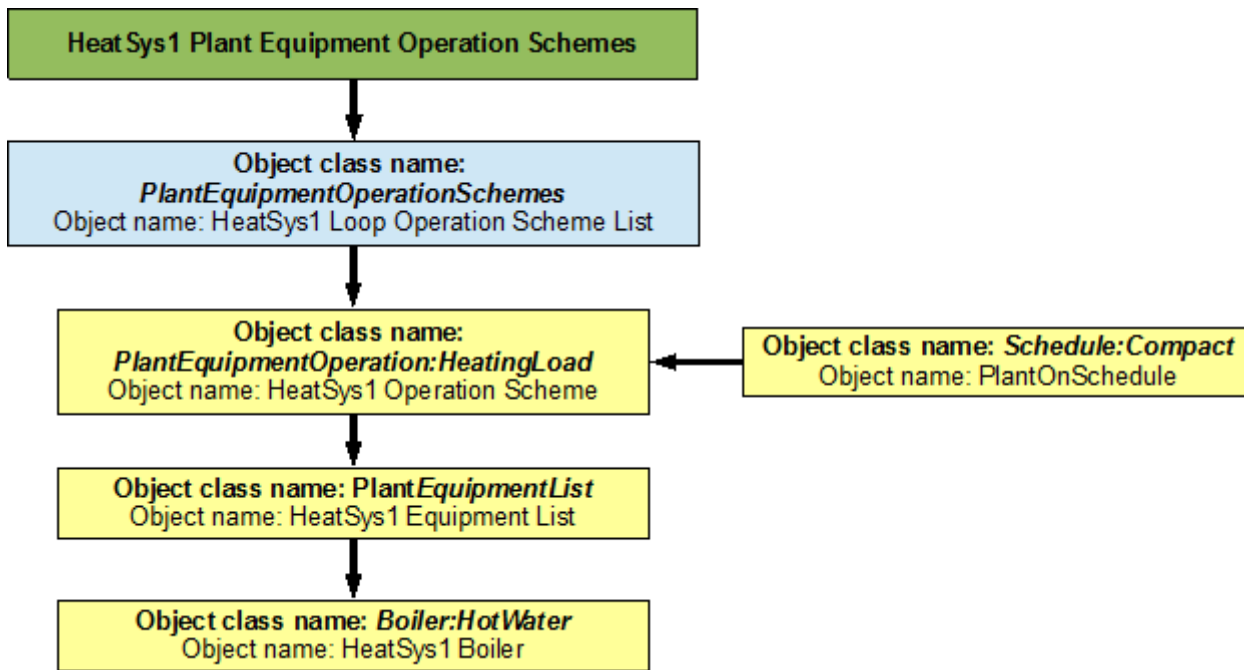 HeatSys1 Plant Equipment Operation Schemes
Object class name:
PlantEquipmentOperationSchemes
Object name: HeatSys1 Loop Operation Scheme List
Object class name:
PlantEquipmentOperation:HeatingLoad
Object name: HeatSys1 Operation Scheme
Object class name: Schedule:Compact
Object name: PlantOnSchedule
Object class name: PlantEquipmentList
Object name: HeatSys1 Equipment List
Object class name: Boiler:HotWater
Object name: HeatSys1 Boiler